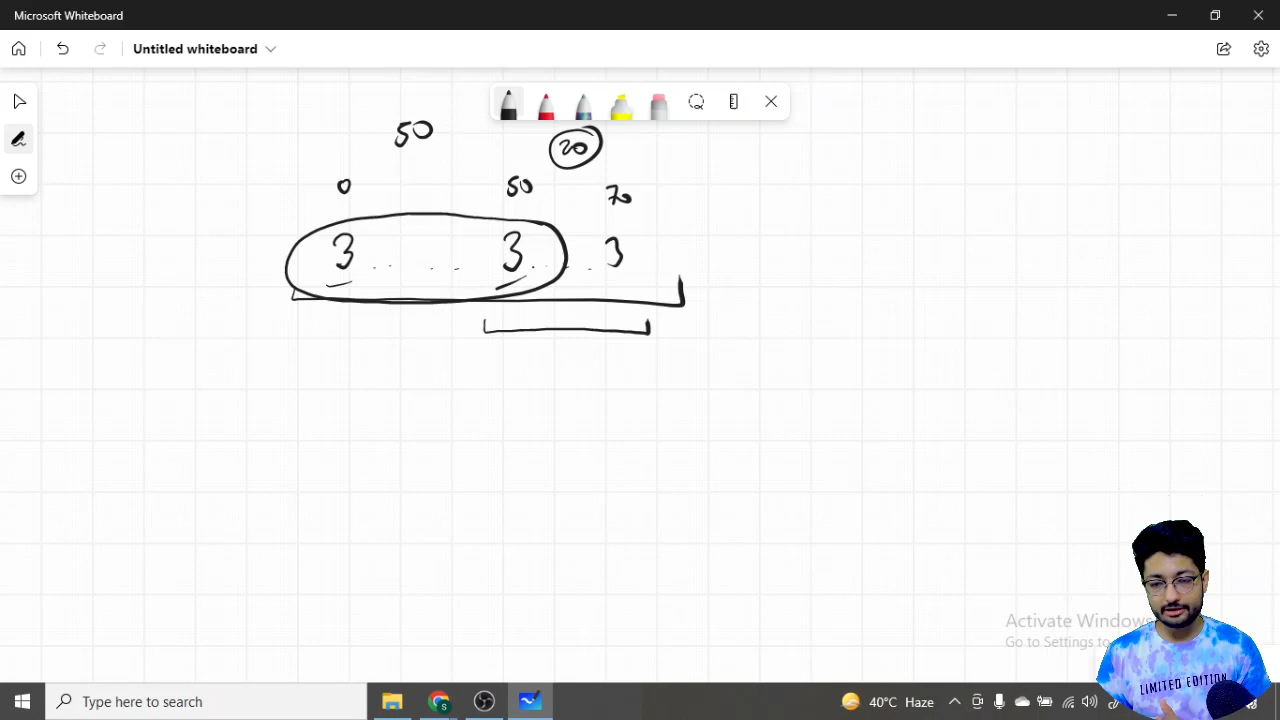 Microsoft Whiteboard
Untitled whiteboard
50
20
0 50 70
3 . . . . . 3 . . . . 3
Activate Windows
Go to Settings to
LIMITED EDITION
Type here to search
40°C Haze